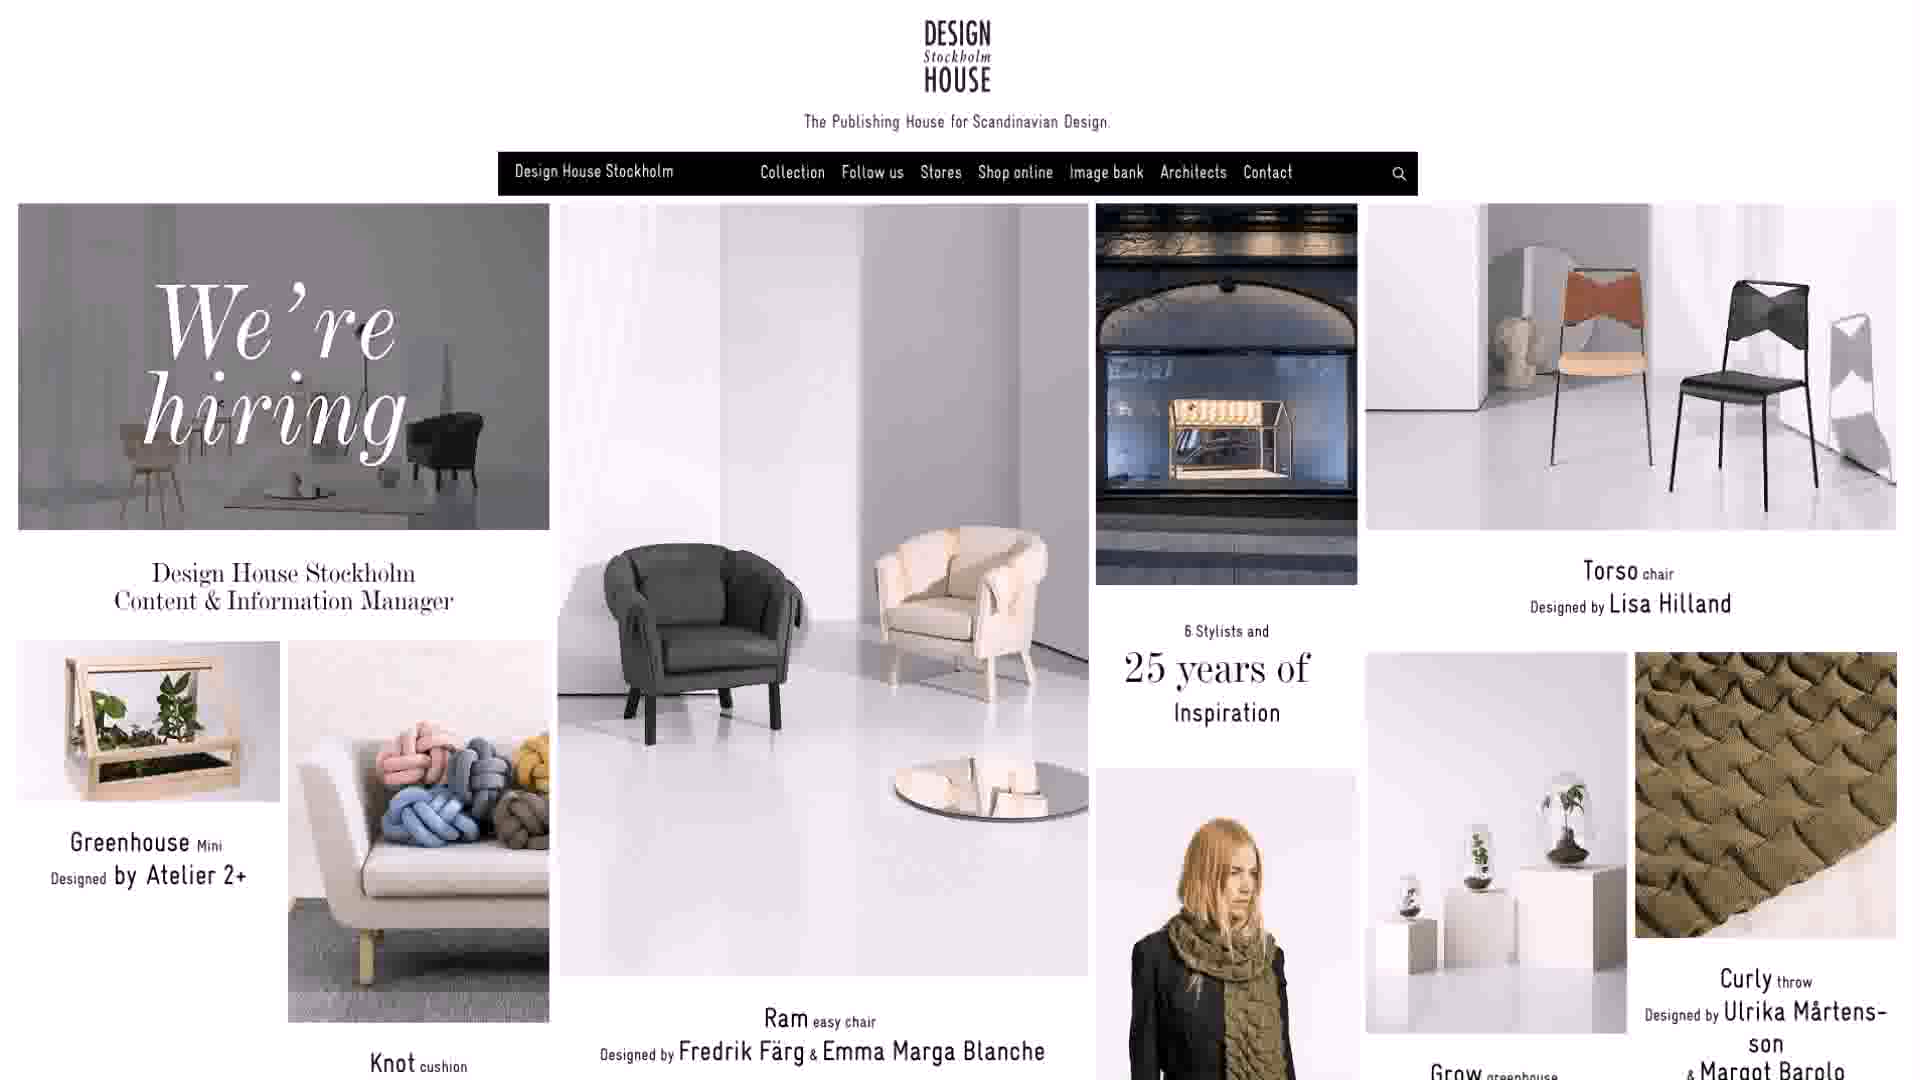 DESIGN
Stockholm
HOUSE
The Publishing House for Scandinavian Design.
Design House Stockholm
Collection
Follow us
Stores
Shop online
Image bank
Architects
Contact
We're
hiring
Design House Stockholm
Content & Information Manager
Greenhouse Mini
Designed by Atelier 2+
Knot cushion
Ram easy chair
Designed by Fredrik Färg & Emma Marga Blanche
6 Stylists and
25 years of
Inspiration
Torso chair
Designed by Lisa Hilland
Grow greenhouse
Curly throw
Designed by Ulrika Mårtens-
son
& Margot Barolo